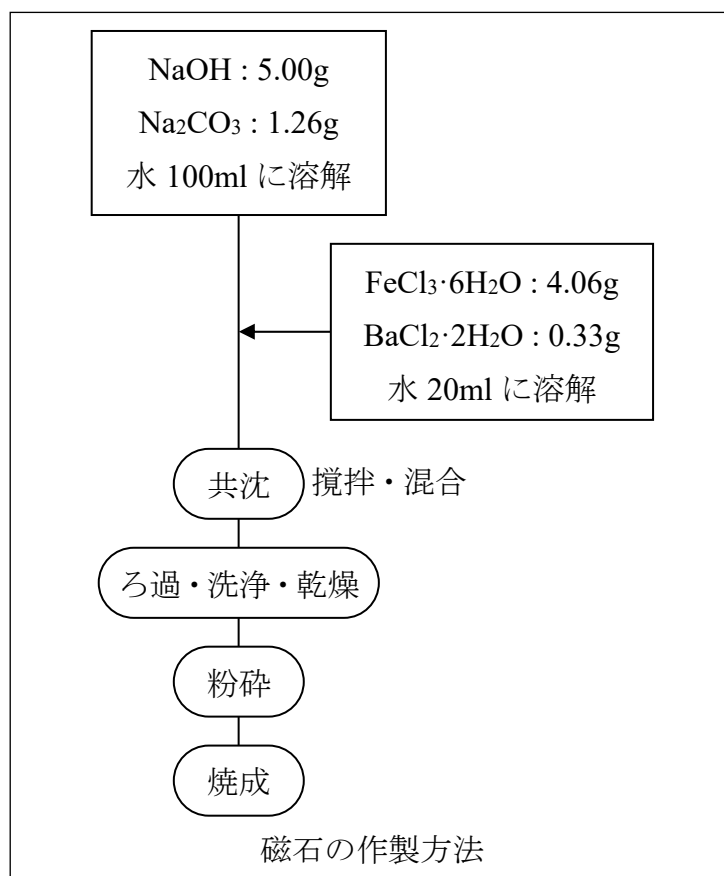 NaOH : 5.00g
Na₂CO₃ : 1.26g
水 100ml に溶解
FeCl₃·6H₂O : 4.06g
BaCl₂·2H₂O : 0.33g
水 20ml に溶解
共沈 撹拌・混合
ろ過・洗浄・乾燥
粉砕
焼成
磁石の作製方法